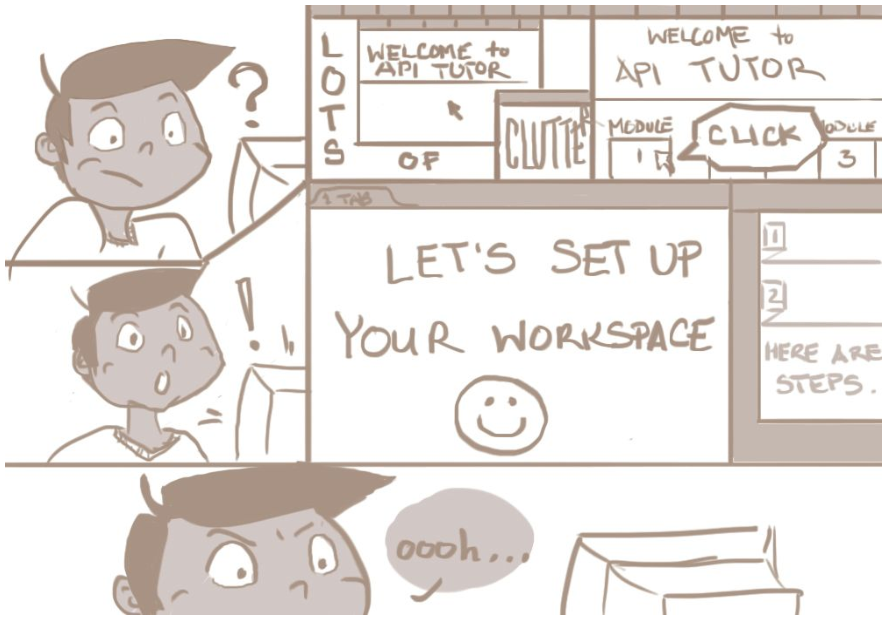 ?
LOTS
OF
CLUTTE
WELCOME to
API TUTOR
WELCOME to
API TUTOR
MODULE
1
CLICK
ODULE
3
!
1 TAB
LET'S SET UP
YOUR WORKSPACE
1
2
HERE ARE
STEPS.
oooh...